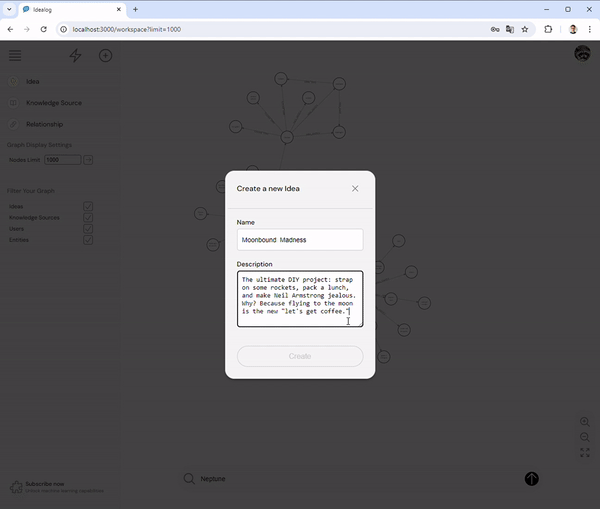 Idealog
localhost:3000/workspace?limit=1000
Idea
Knowledge Source
Relationship
Graph Display Settings
Nodes Limit 1000
Filter Your Graph
Ideas
Knowledge Sources
Users
Entities
Create a new Idea
Name
Moonbound Madness
Description
The ultimate DIY project: strap
on some rockets, pack a lunch,
and make Neil Armstrong jealous.
Why? Because flying to the moon
is the new "let's get coffee."
Create
Subscribe now
Neptune